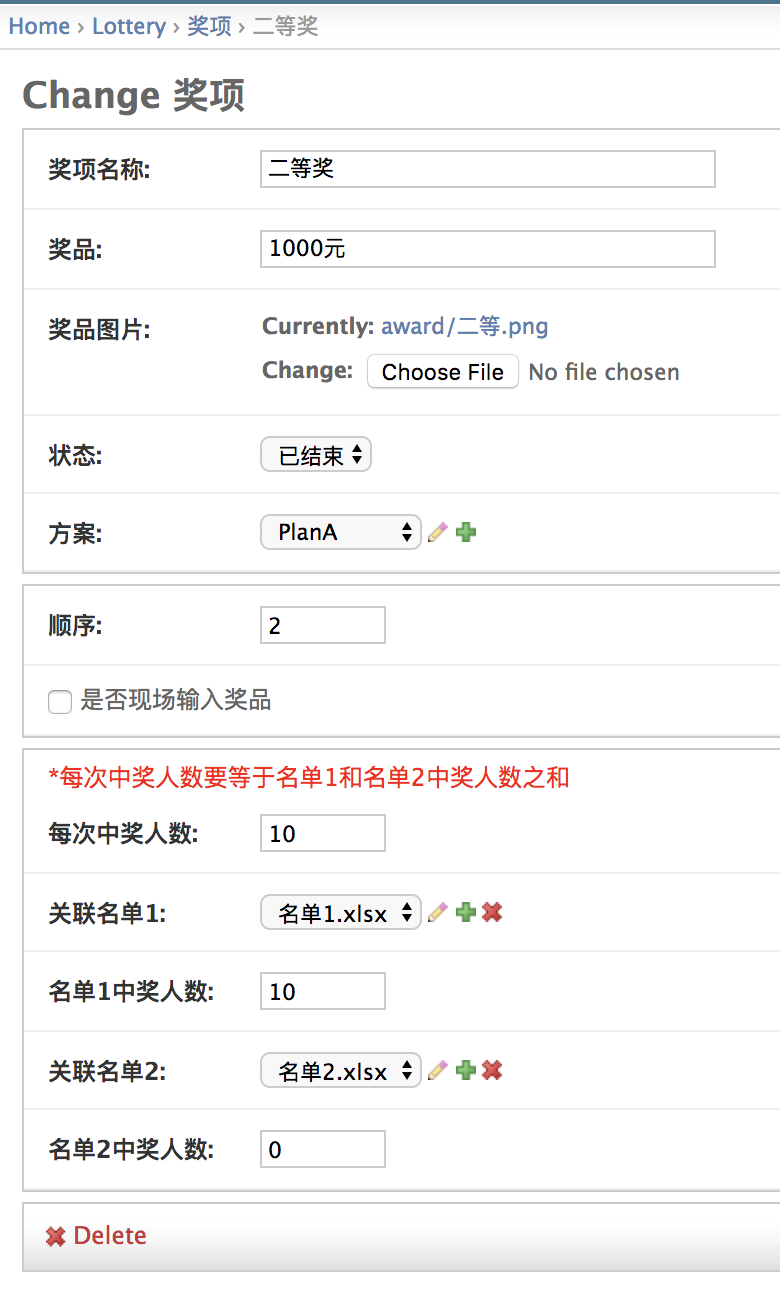 Home › Lottery › 奖项 › 二等奖
Change 奖项
奖项名称: 二等奖
奖品: 1000元
奖品图片: Currently: award/二等.png
Change: Choose File No file chosen
状态: 已结束
方案: PlanA
顺序: 2
是否现场输入奖品
*每次中奖人数要等于名单1和名单2中奖人数之和
每次中奖人数: 10
关联名单1: 名单1.xlsx
名单1中奖人数: 10
关联名单2: 名单2.xlsx
名单2中奖人数: 0
Delete